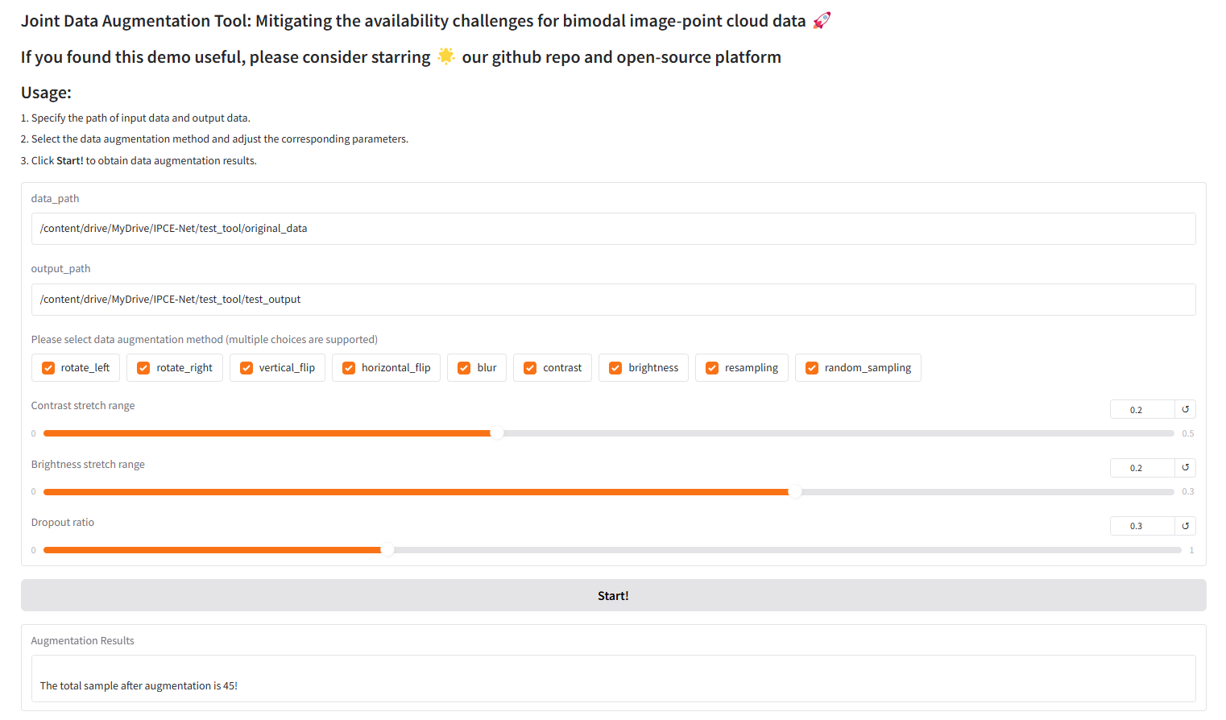 Joint Data Augmentation Tool: Mitigating the availability challenges for bimodal image-point cloud data 🚀
If you found this demo useful, please consider starring 🌟 our github repo and open-source platform
Usage:
1. Specify the path of input data and output data.
2. Select the data augmentation method and adjust the corresponding parameters.
3. Click Start! to obtain data augmentation results.
data_path
/content/drive/MyDrive/IPCE-Net/test_tool/original_data
output_path
/content/drive/MyDrive/IPCE-Net/test_tool/test_output
Please select data augmentation method (multiple choices are supported)
rotate_left rotate_right vertical_flip horizontal_flip blur contrast brightness resampling random_sampling
Contrast stretch range 0.2 ↺
0 0.5
Brightness stretch range 0.2 ↺
0 0.3
Dropout ratio 0.3 ↺
0 1
Start!
Augmentation Results
The total sample after augmentation is 45!